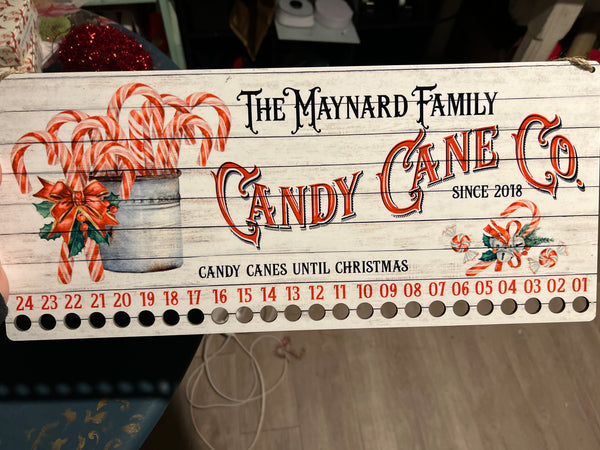 The Maynard Family
Candy Cane Co.
Since 2018
Candy Canes Until Christmas
24 23 22 21 20 19 18 17 16 15 14 13 12 11 10 09 08 07 06 05 04 03 02 01